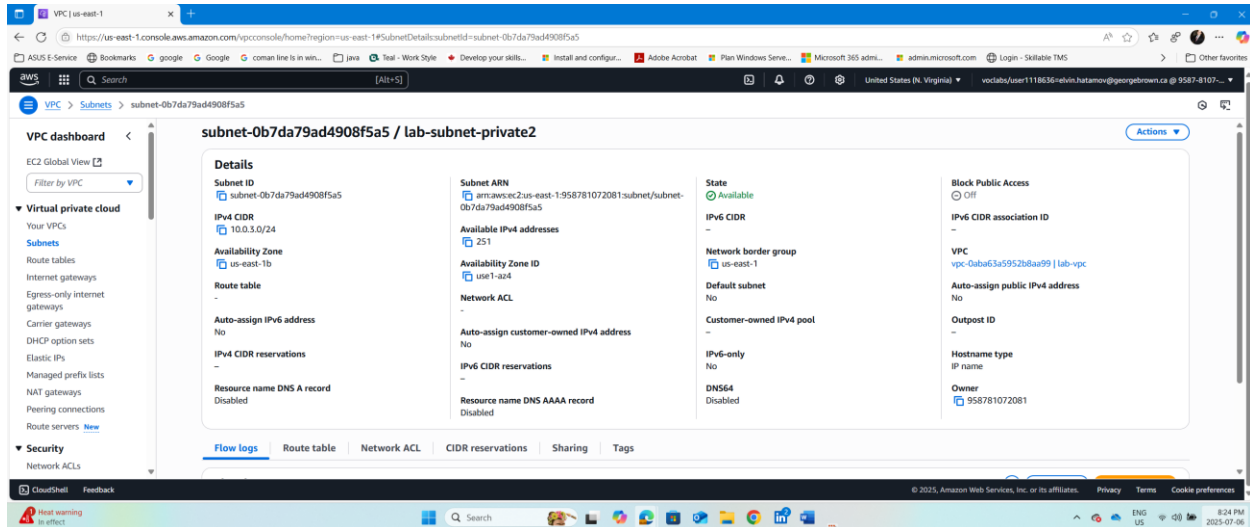 VPC | us-east-1
https://us-east-1.console.aws.amazon.com/vpcconsole/home?region=us-east-1#SubnetDetails:subnetId=subnet-0b7da79ad4908f5a5
ASUS E-Service Bookmarks google Google coman line ls in win... java Teal - Work Style Develop your skills... Install and configur... Adobe Acrobat Plan Windows Serve... Microsoft 365 admi... admin.microsoft.com Login - Skillable TMS Other favorites
aws Search [Alt+S] United States (N. Virginia) voclabs/user1118636=elvin.hatamov@georgebrown.ca @ 9587-8107-...
VPC > Subnets > subnet-0b7da79ad4908f5a5
VPC dashboard
EC2 Global View
Filter by VPC
Virtual private cloud
Your VPCs
Subnets
Route tables
Internet gateways
Egress-only internet
gateways
Carrier gateways
DHCP option sets
Elastic IPs
Managed prefix lists
NAT gateways
Peering connections
Route servers New
Security
Network ACLs
subnet-0b7da79ad4908f5a5 / lab-subnet-private2
Actions
Details
Subnet ID
subnet-0b7da79ad4908f5a5
IPv4 CIDR
10.0.3.0/24
Availability Zone
us-east-1b
Route table
-
Auto-assign IPv6 address
No
IPv4 CIDR reservations
–
Resource name DNS A record
Disabled
Subnet ARN
arn:aws:ec2:us-east-1:958781072081:subnet/subnet-
0b7da79ad4908f5a5
Available IPv4 addresses
251
Availability Zone ID
use1-az4
Network ACL
-
Auto-assign customer-owned IPv4 address
No
IPv6 CIDR reservations
–
Resource name DNS AAAA record
Disabled
State
Available
IPv6 CIDR
–
Network border group
us-east-1
Default subnet
No
Customer-owned IPv4 pool
–
IPv6-only
No
DNS64
Disabled
Block Public Access
Off
IPv6 CIDR association ID
–
VPC
vpc-0aba63a5952b8aa99 | lab-vpc
Auto-assign public IPv4 address
No
Outpost ID
–
Hostname type
IP name
Owner
958781072081
Flow logs Route table Network ACL CIDR reservations Sharing Tags
CloudShell Feedback © 2025, Amazon Web Services, Inc. or its affiliates. Privacy Terms Cookie preferences
Heat warning
In effect
Search
ENG
US
8:24 PM
2025-07-06